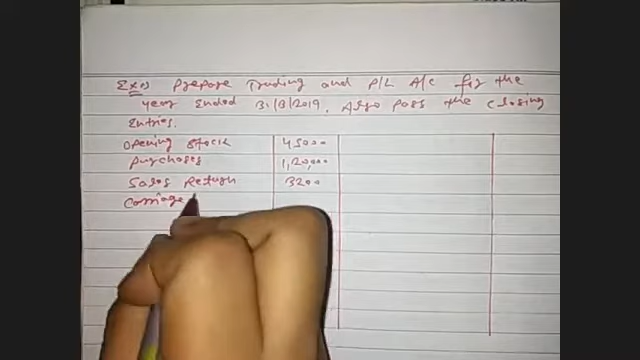 Ex:) Prepare Trading and P/L A/c for the
year Ended 31/3/2019. Also pass the closing
Entries.
Opening Stock 45000
Purchases 1,20,000
Sales Return 3200
Carriage